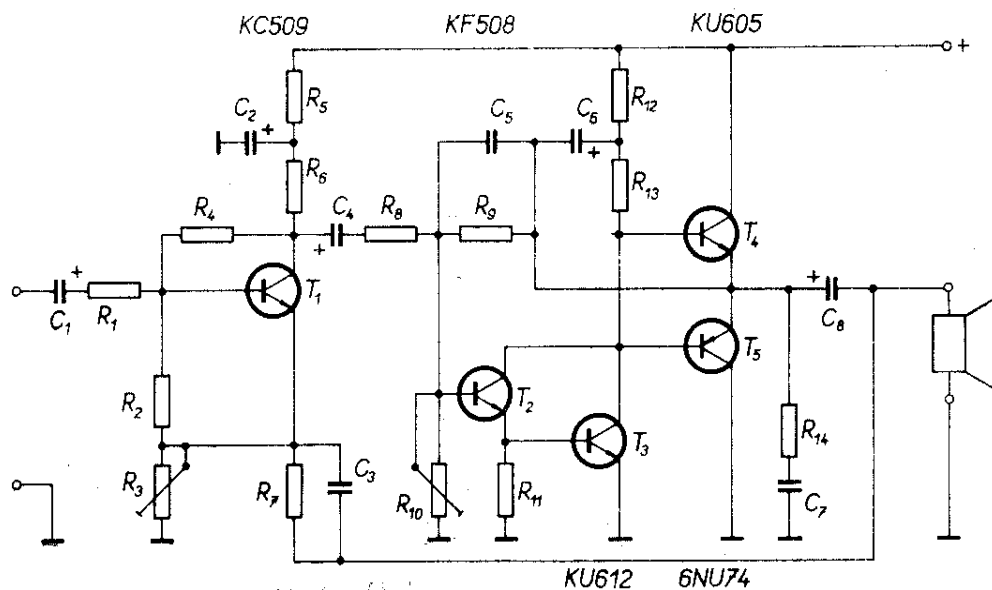 KC509 KF508 KU605
+
R5 R12
C2 + C5 C6 +
R6 R13
R4 C4 R8 R9
+ T4
+ T1 +
C1 R1 C8
T5
R2 T2
R14
T3
R3 R7 C3 R10 R11 C7
KU612 6NU74